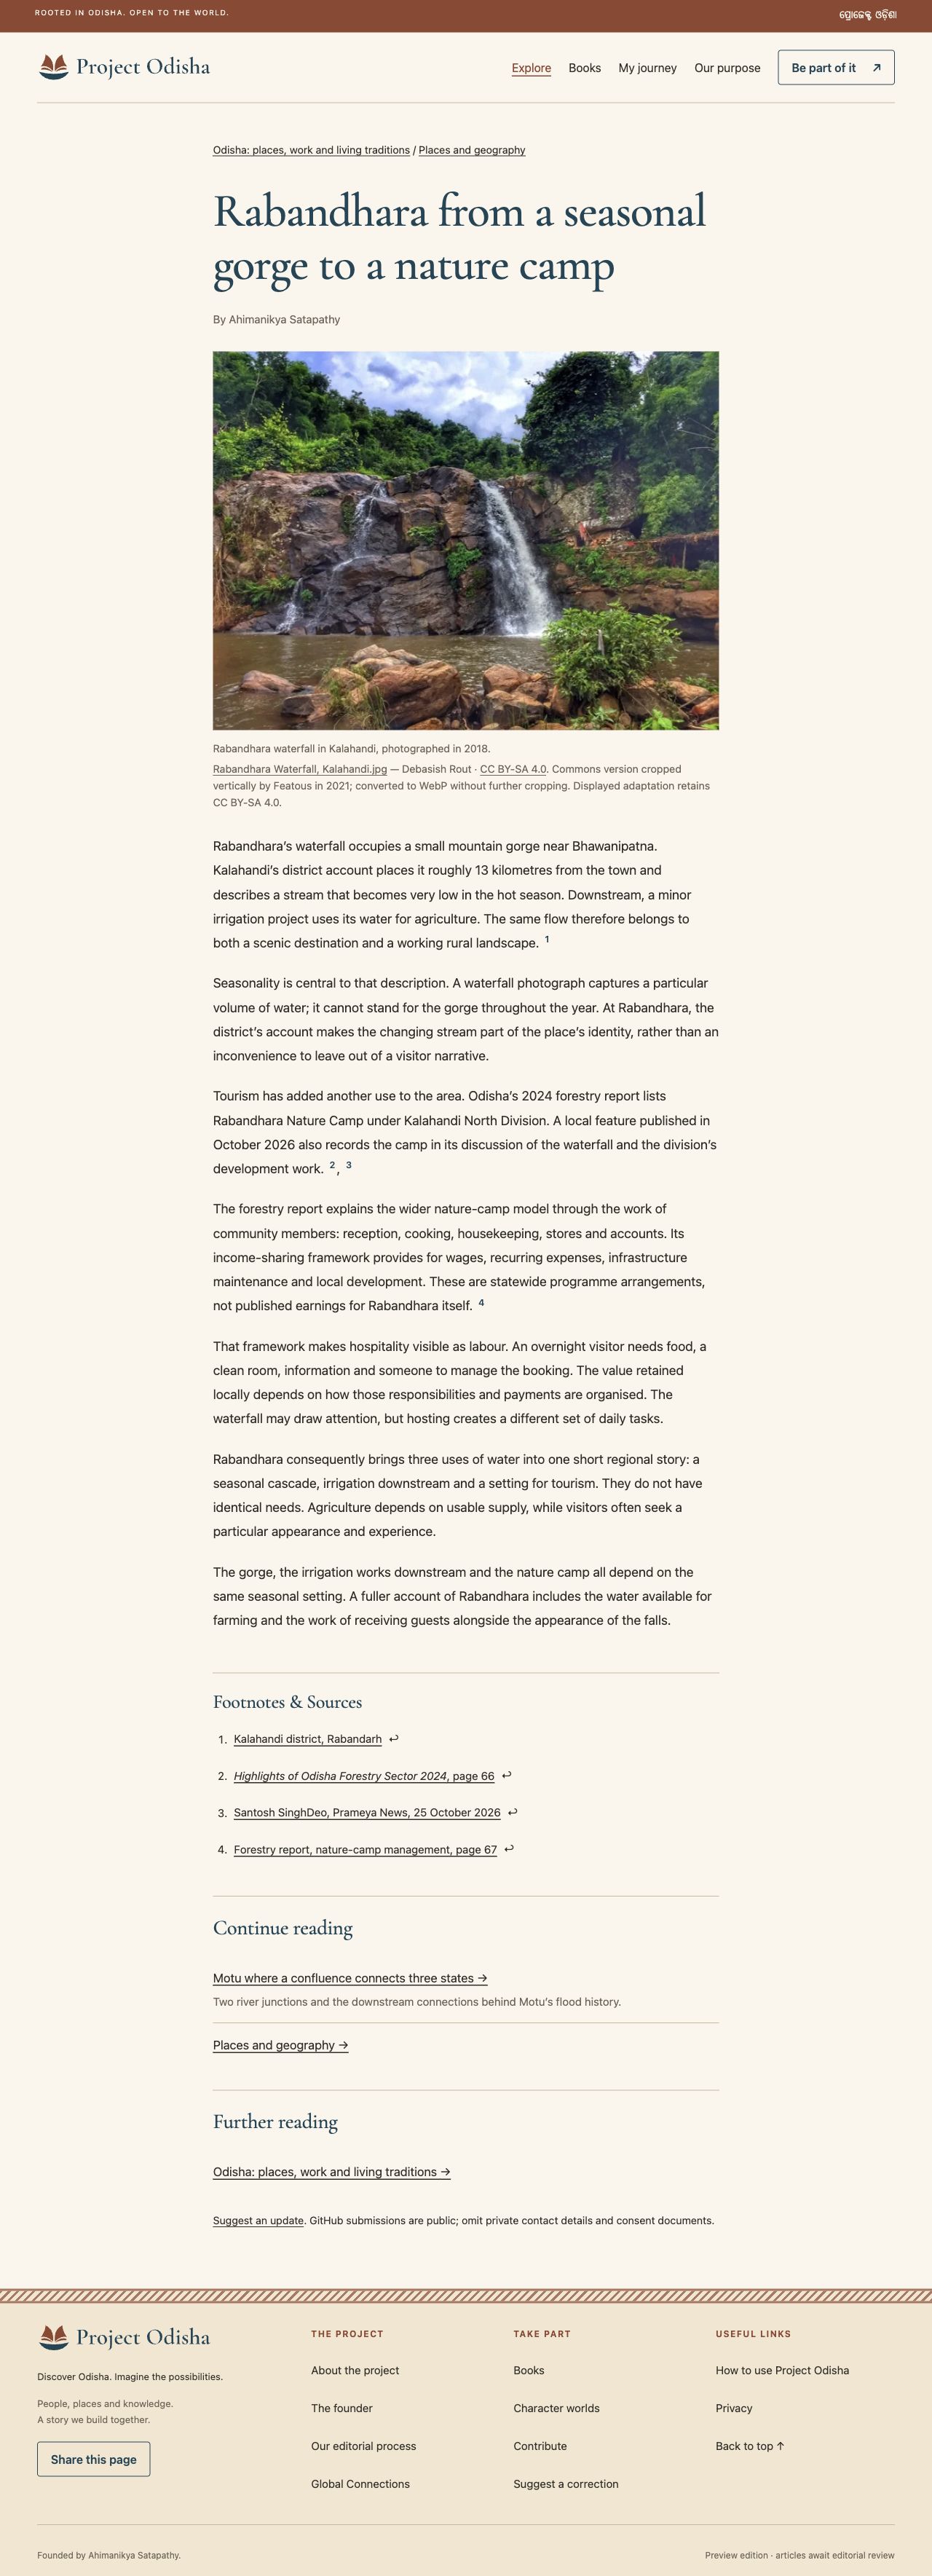 ROOTED IN ODISHA. OPEN TO THE WORLD.
ପ୍ରୋଜେକ୍ଟ ଓଡ଼ିଶା
Project Odisha
Explore Books My journey Our purpose Be part of it ↗
Odisha: places, work and living traditions / Places and geography
Rabandhara from a seasonal
gorge to a nature camp
By Ahimanikya Satapathy
Rabandhara waterfall in Kalahandi, photographed in 2018.
Rabandhara Waterfall, Kalahandi.jpg — Debasish Rout · CC BY-SA 4.0. Commons version cropped
vertically by Featous in 2021; converted to WebP without further cropping. Displayed adaptation retains
CC BY-SA 4.0.
Rabandhara’s waterfall occupies a small mountain gorge near Bhawanipatna.
Kalahandi’s district account places it roughly 13 kilometres from the town and
describes a stream that becomes very low in the hot season. Downstream, a minor
irrigation project uses its water for agriculture. The same flow therefore belongs to
both a scenic destination and a working rural landscape. 1
Seasonality is central to that description. A waterfall photograph captures a particular
volume of water; it cannot stand for the gorge throughout the year. At Rabandhara, the
district’s account makes the changing stream part of the place’s identity, rather than an
inconvenience to leave out of a visitor narrative.
Tourism has added another use to the area. Odisha’s 2024 forestry report lists
Rabandhara Nature Camp under Kalahandi North Division. A local feature published in
October 2026 also records the camp in its discussion of the waterfall and the division’s
development work. 2, 3
The forestry report explains the wider nature-camp model through the work of
community members: reception, cooking, housekeeping, stores and accounts. Its
income-sharing framework provides for wages, recurring expenses, infrastructure
maintenance and local development. These are statewide programme arrangements,
not published earnings for Rabandhara itself. 4
That framework makes hospitality visible as labour. An overnight visitor needs food, a
clean room, information and someone to manage the booking. The value retained
locally depends on how those responsibilities and payments are organised. The
waterfall may draw attention, but hosting creates a different set of daily tasks.
Rabandhara consequently brings three uses of water into one short regional story: a
seasonal cascade, irrigation downstream and a setting for tourism. They do not have
identical needs. Agriculture depends on usable supply, while visitors often seek a
particular appearance and experience.
The gorge, the irrigation works downstream and the nature camp all depend on the
same seasonal setting. A fuller account of Rabandhara includes the water available for
farming and the work of receiving guests alongside the appearance of the falls.
Footnotes & Sources
1. Kalahandi district, Rabandarh ↩
2. Highlights of Odisha Forestry Sector 2024, page 66 ↩
3. Santosh SinghDeo, Prameya News, 25 October 2026 ↩
4. Forestry report, nature-camp management, page 67 ↩
Continue reading
Motu where a confluence connects three states →
Two river junctions and the downstream connections behind Motu’s flood history.
Places and geography →
Further reading
Odisha: places, work and living traditions →
Suggest an update. GitHub submissions are public; omit private contact details and consent documents.
Project Odisha
Discover Odisha. Imagine the possibilities.
People, places and knowledge.
A story we build together.
Share this page
THE PROJECT
About the project
The founder
Our editorial process
Global Connections
TAKE PART
Books
Character worlds
Contribute
Suggest a correction
USEFUL LINKS
How to use Project Odisha
Privacy
Back to top ↑
Founded by Ahimanikya Satapathy.
Preview edition · articles await editorial review